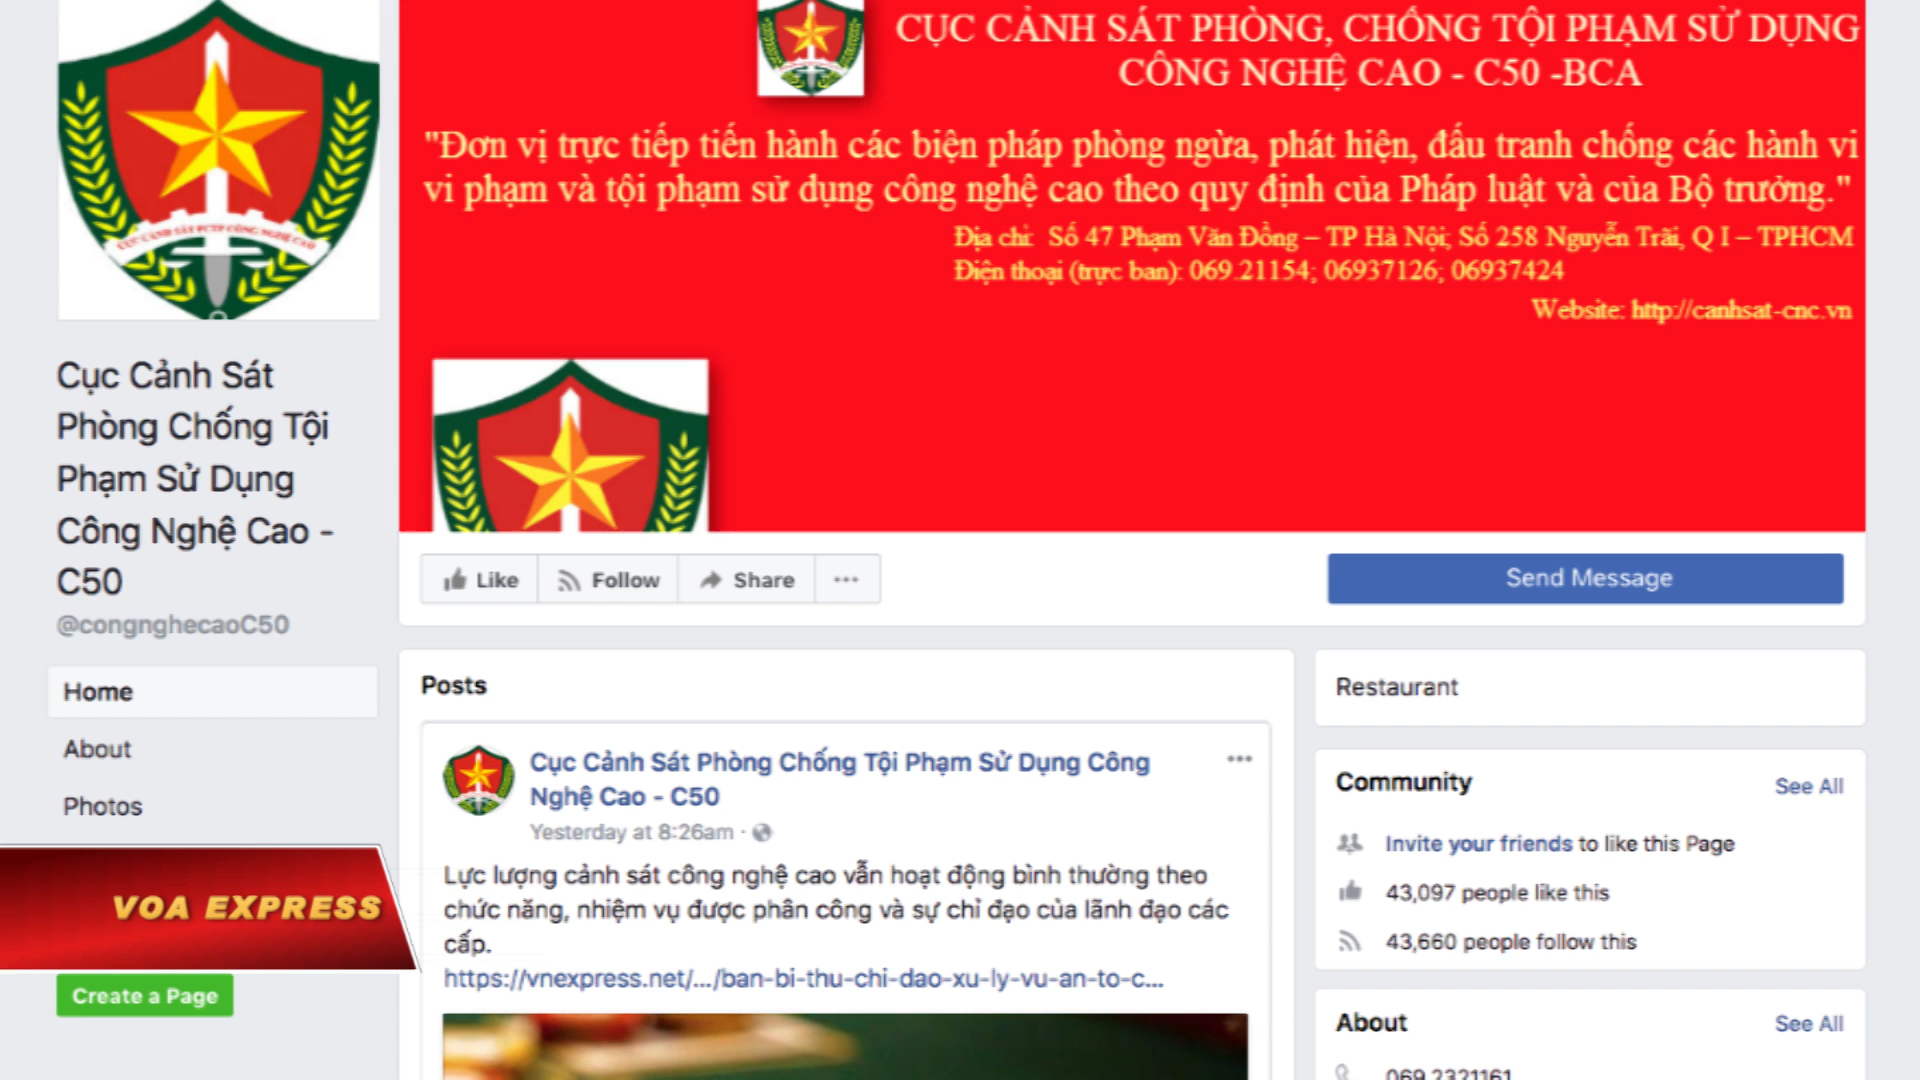 CỤC CẢNH SÁT PHÒNG, CHỐNG TỘI PHẠM SỬ DỤNG
CÔNG NGHỆ CAO - C50 -BCA
"Đơn vị trực tiếp tiến hành các biện pháp phòng ngừa, phát hiện, đấu tranh chống các hành vi
vi phạm và tội phạm sử dụng công nghệ cao theo quy định của Pháp luật và của Bộ trưởng."
Địa chỉ: Số 47 Phạm Văn Đồng – TP Hà Nội; Số 258 Nguyễn Trãi, Q I – TPHCM
Điện thoại (trực ban): 069.21154; 06937126; 06937424
Website: http://canhsat-cnc.vn
CỤC CẢNH SÁT PCTP CÔNG NGHỆ CAO
Cục Cảnh Sát
Phòng Chống Tội
Phạm Sử Dụng
Công Nghệ Cao -
C50
@congnghecaoC50
Home
About
Photos
VOA EXPRESS
Create a Page
Like
Follow
Share
Send Message
Posts
Cục Cảnh Sát Phòng Chống Tội Phạm Sử Dụng Công
Nghệ Cao - C50
Yesterday at 8:26am ·
Lực lượng cảnh sát công nghệ cao vẫn hoạt động bình thường theo
chức năng, nhiệm vụ được phân công và sự chỉ đạo của lãnh đạo các
cấp.
https://vnexpress.net/.../ban-bi-thu-chi-dao-xu-ly-vu-an-to-c...
Restaurant
Community
See All
Invite your friends to like this Page
43,097 people like this
43,660 people follow this
About
See All
069 2321161